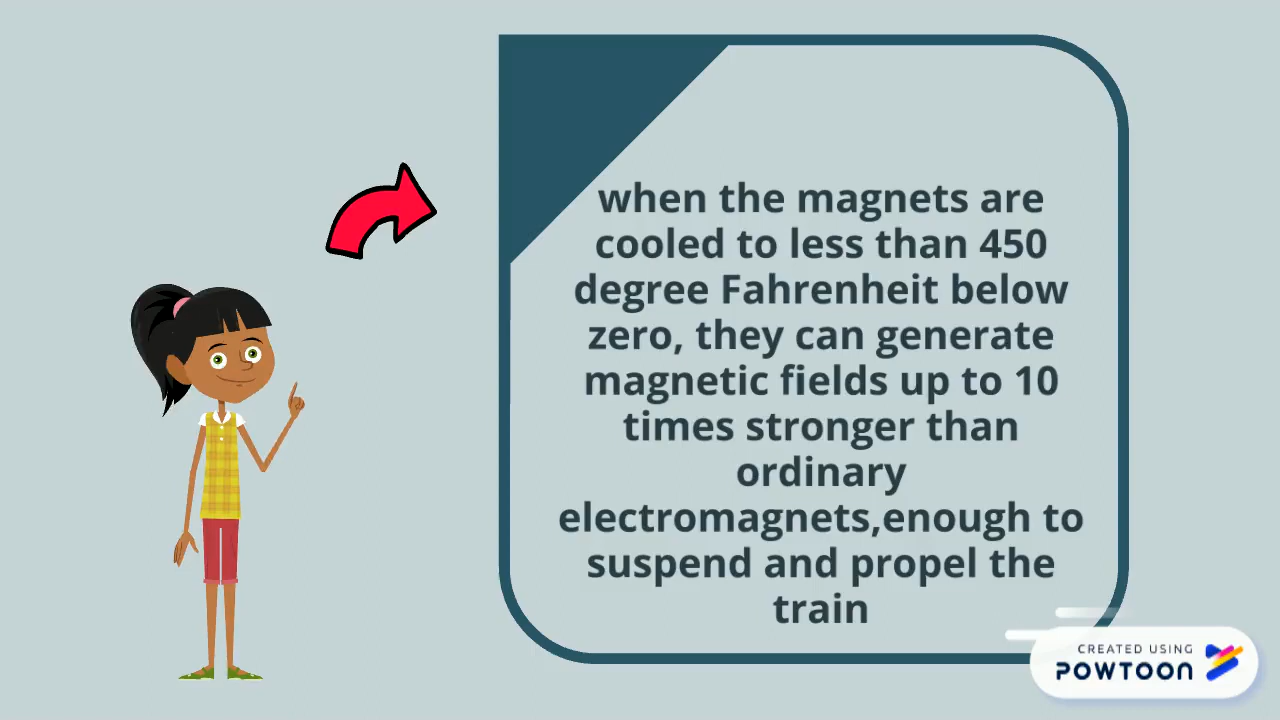 when the magnets are
cooled to less than 450
degree Fahrenheit below
zero, they can generate
magnetic fields up to 10
times stronger than
ordinary
electromagnets,enough to
suspend and propel the
train
CREATED USING
POWTOON